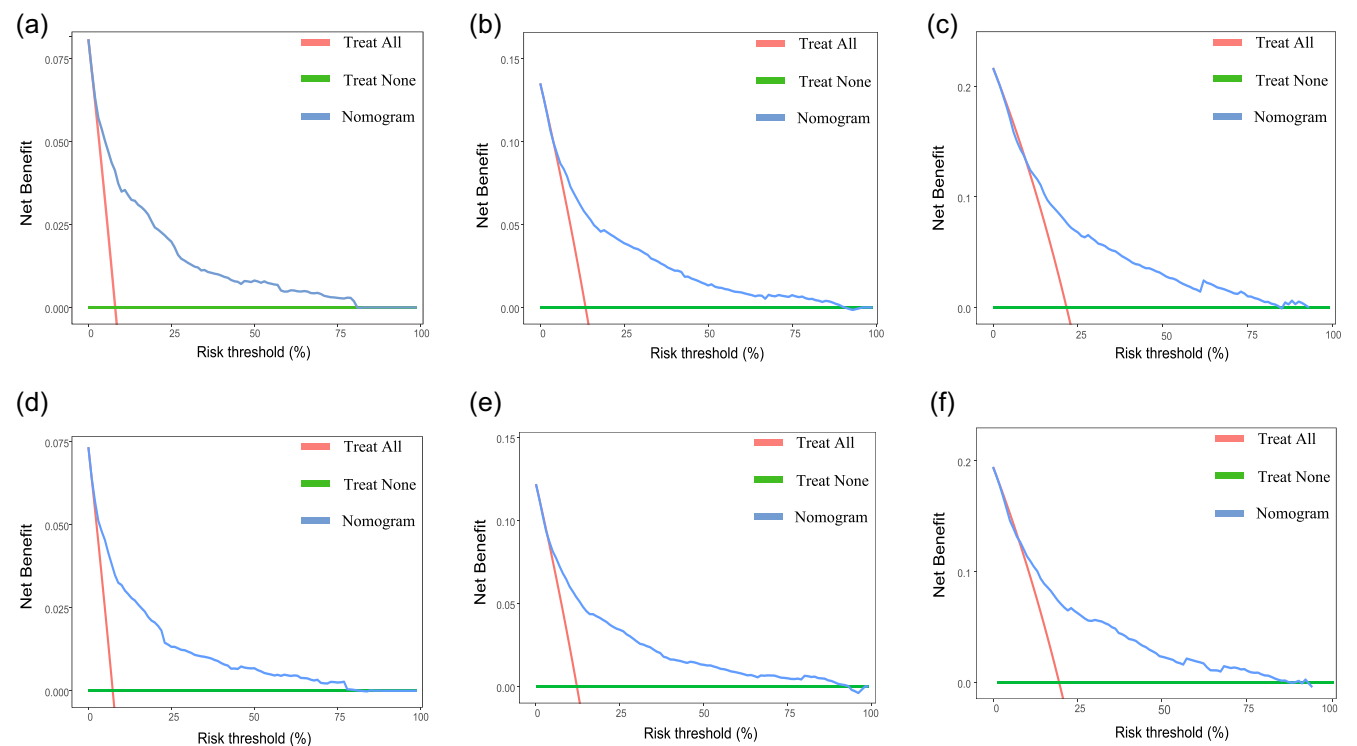 (a)
Treat All
Treat None
Nomogram
0.075
0.050
0.025
0.000
Net Benefit
0
25
50
75
100
Risk threshold (%)
(b)
Treat All
Treat None
Nomogram
0.15
0.10
0.05
0.00
Net Benefit
0
25
50
75
100
Risk threshold (%)
(c)
Treat All
Treat None
Nomogram
0.2
0.1
0.0
Net Benefit
0
25
50
75
100
Risk threshold (%)
(d)
Treat All
Treat None
Nomogram
0.075
0.050
0.025
0.000
Net Benefit
0
25
50
75
100
Risk threshold (%)
(e)
Treat All
Treat None
Nomogram
0.15
0.10
0.05
0.00
Net Benefit
0
25
50
75
100
Risk threshold (%)
(f)
Treat All
Treat None
Nomogram
0.2
0.1
0.0
Net Benefit
0
25
50
75
100
Risk threshold (%)